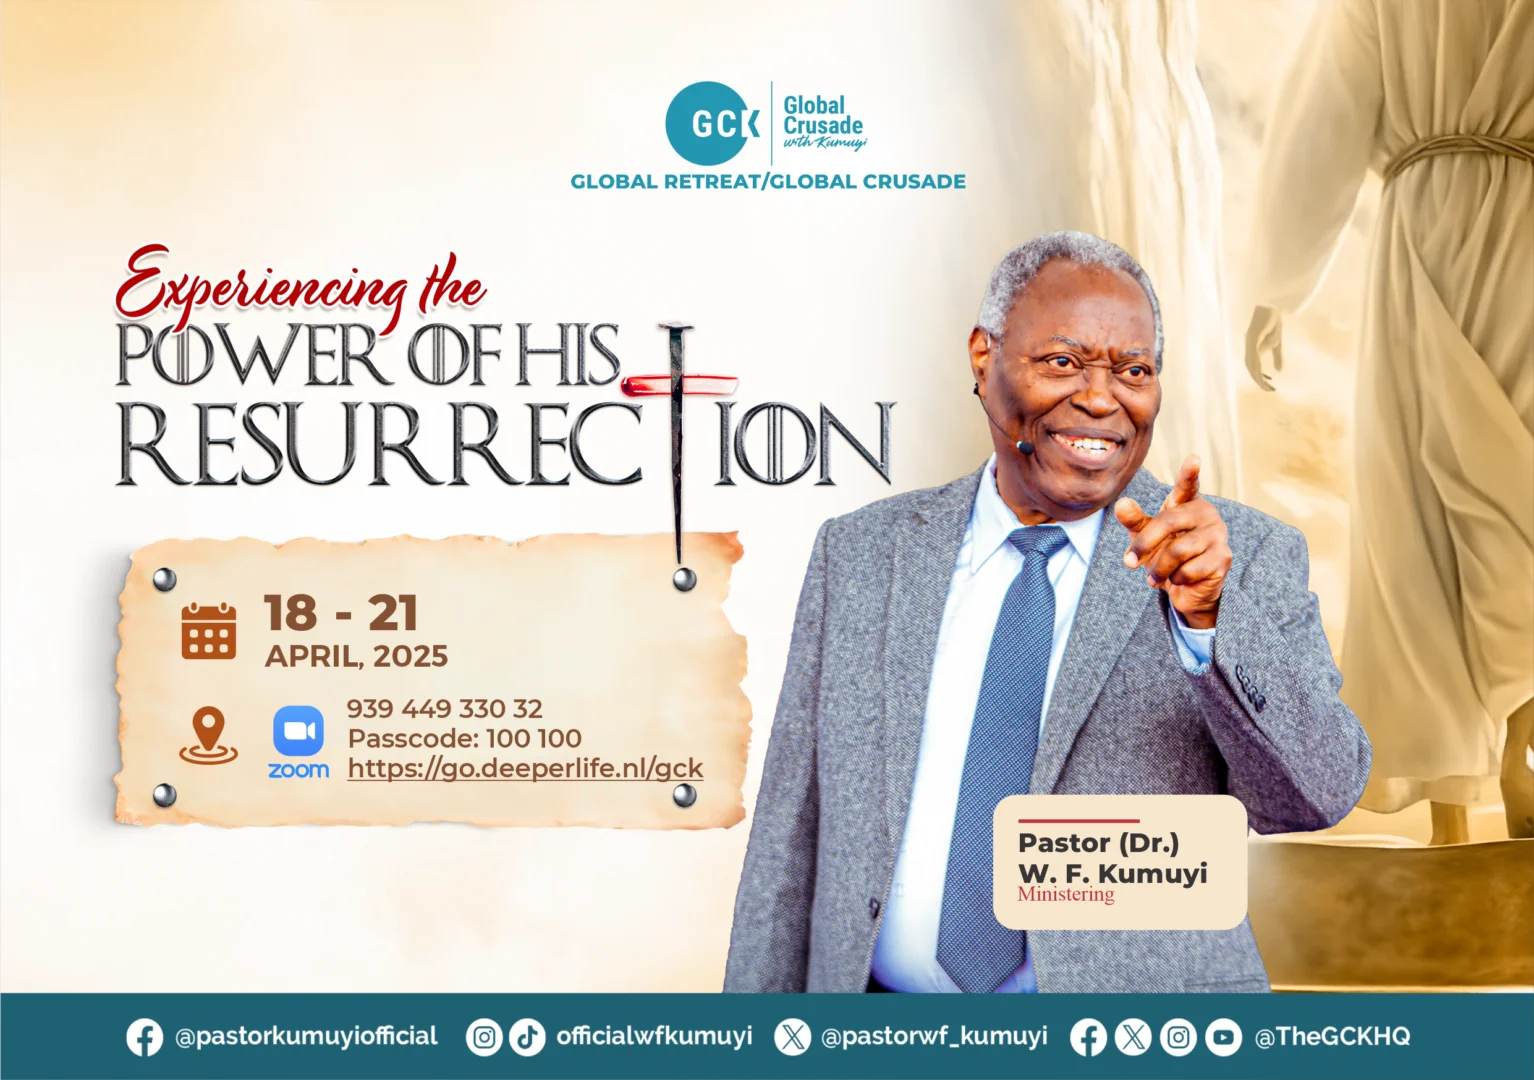 GCK
Global
Crusade
with Kumuyi
GLOBAL RETREAT/GLOBAL CRUSADE
Experiencing the
POWER OF HIS
RESURRECTION
18 - 21
APRIL, 2025
939 449 330 32
Passcode: 100 100
https://go.deeperlife.nl/gck
zoom
Pastor (Dr.)
W. F. Kumuyi
Ministering
@pastorkumuyiofficial officialwfkumuyi @pastorwf_kumuyi @TheGCKHQ